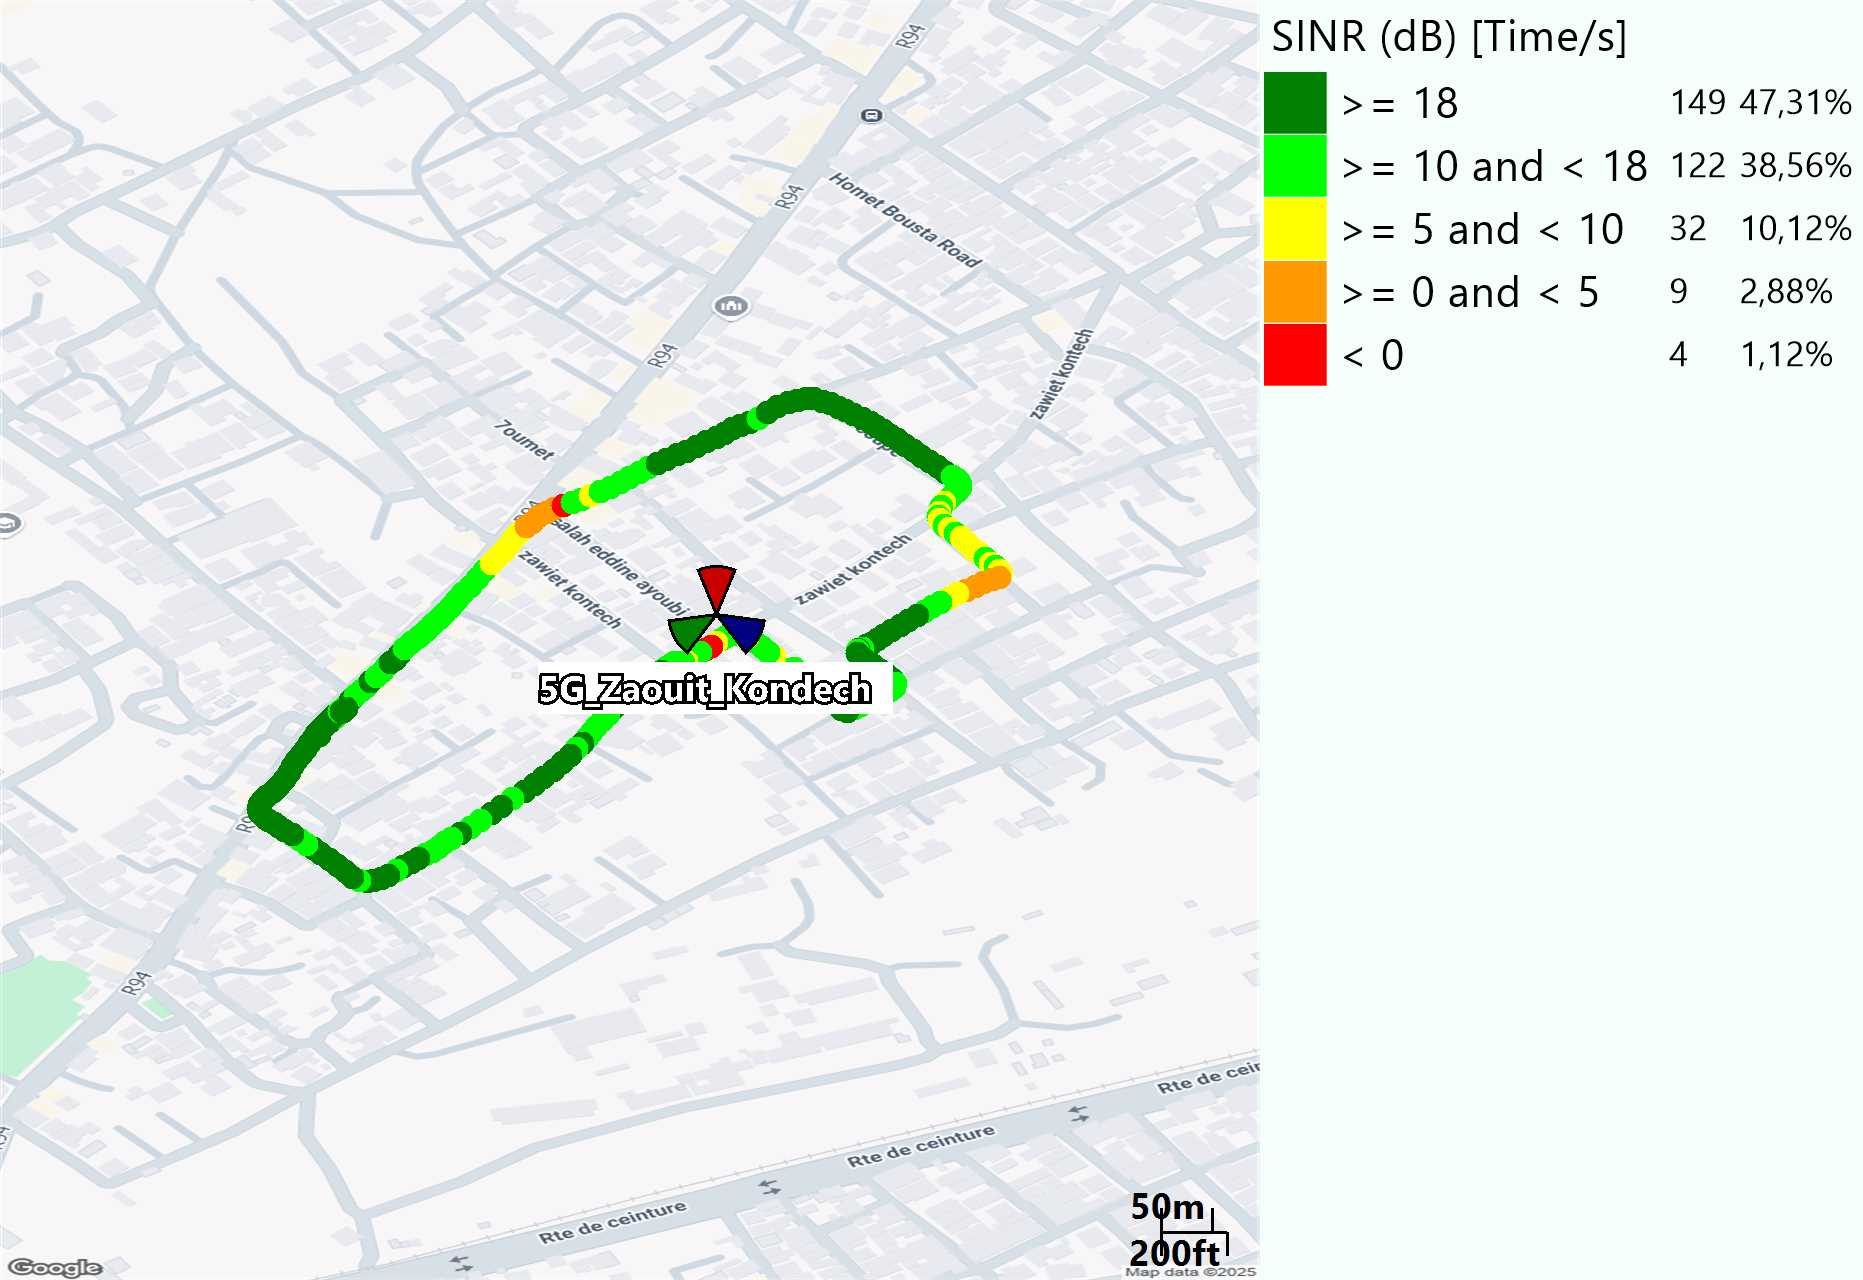 R94
SINR (dB) [Time/s]
>= 18 149 47,31%
>= 10 and < 18 122 38,56%
>= 5 and < 10 32 10,12%
>= 0 and < 5 9 2,88%
< 0 4 1,12%
R94
Homet Bousta Road
R94
zawiet kontech
7oumet
salah eddine ayoubi
zawiet kontech
zawiet kontech
5G_Zaouit_Kondech
R94
Rte de ceinture
Rte de ceinture
50m
200ft
Google
Map data ©2025